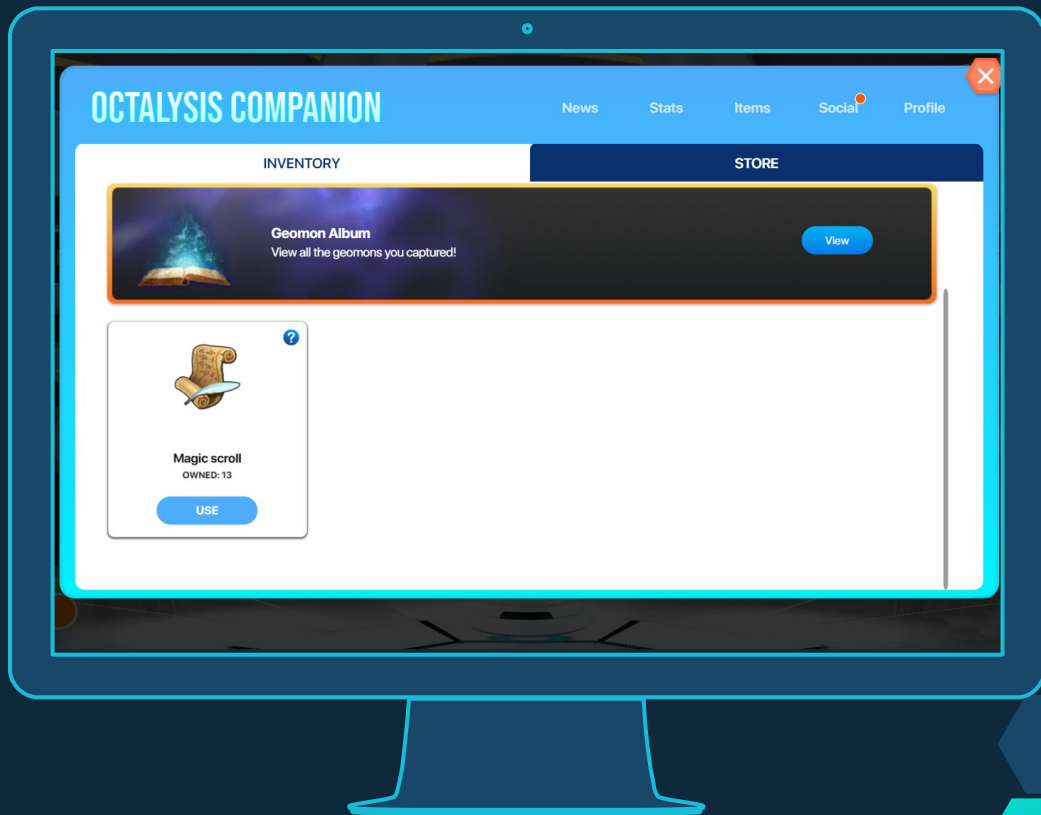 OCTALYSIS COMPANION
News
Stats
Items
Social
Profile
INVENTORY
STORE
Geomon Album
View all the geomons you captured!
View
?
Magic scroll
OWNED: 13
USE